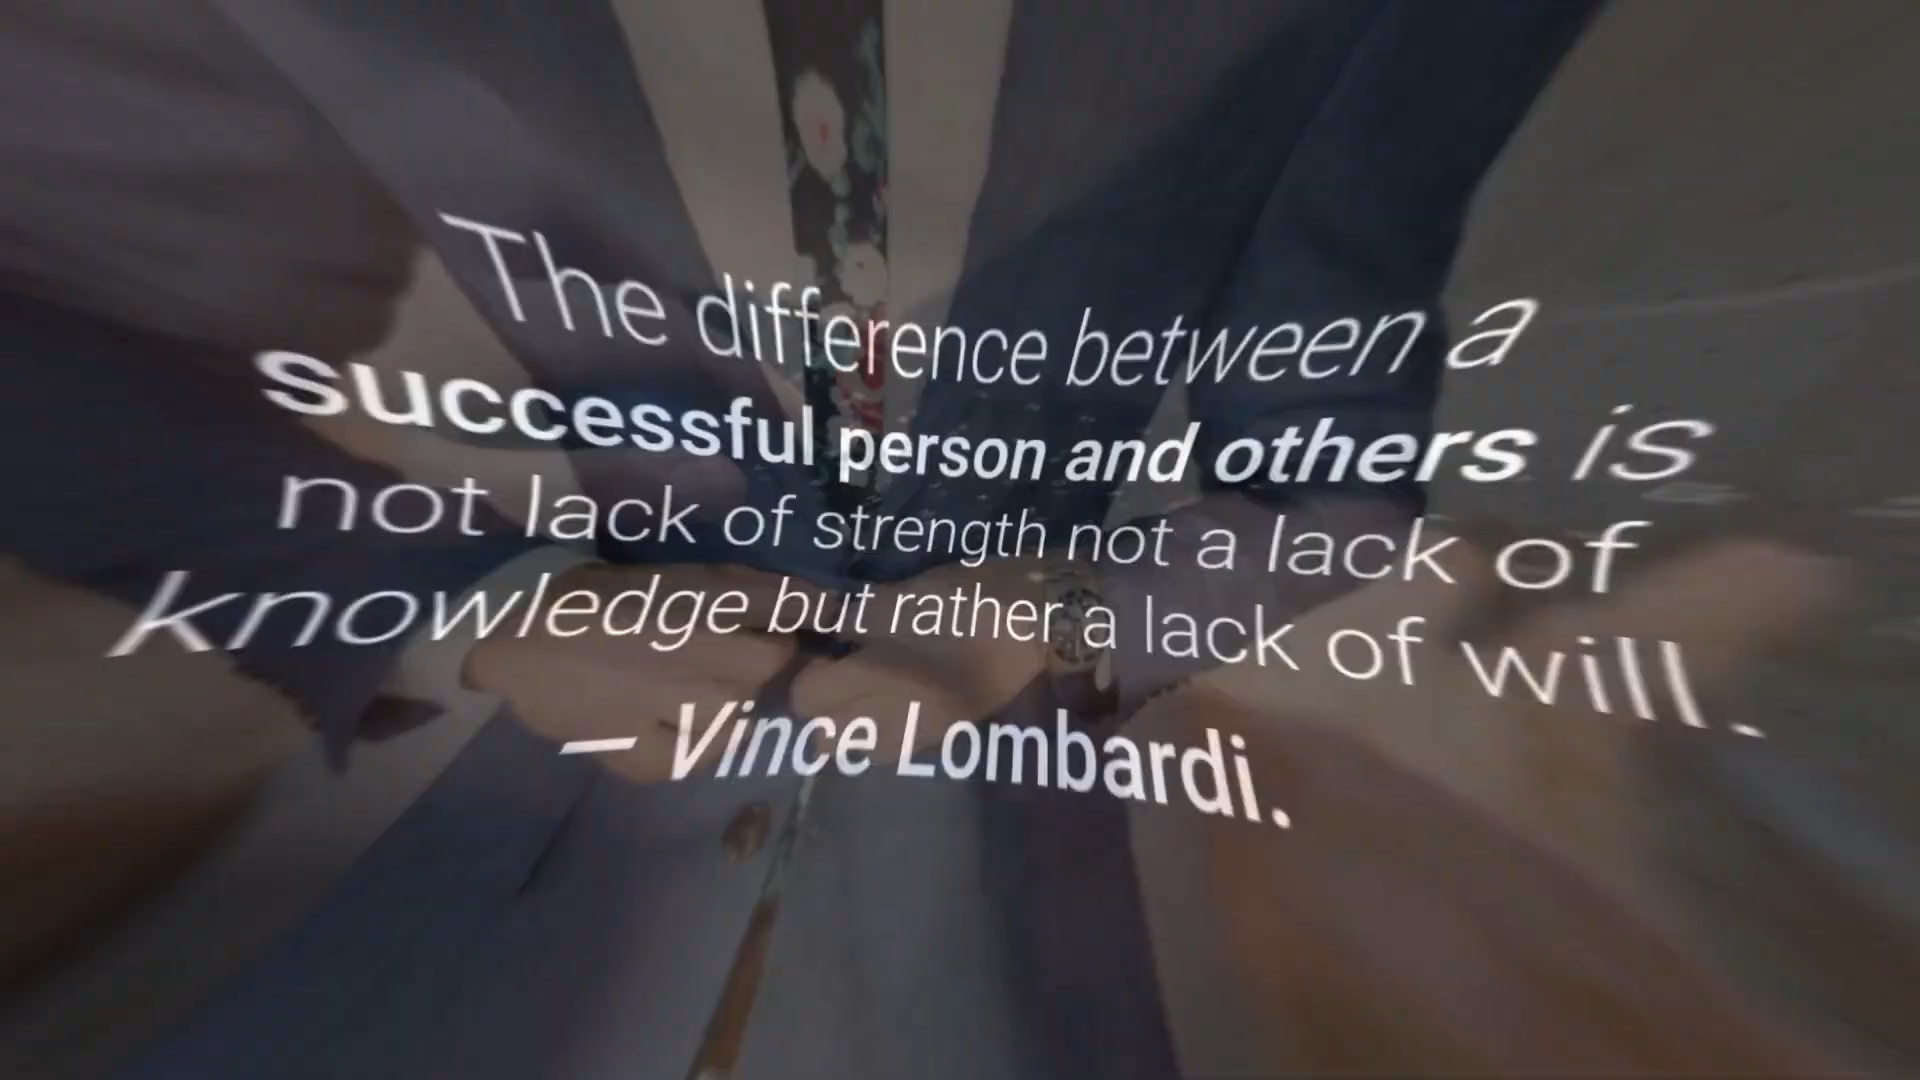 The difference between a
successful person and others is
not lack of strength not a lack of
knowledge but rather a lack of will.
– Vince Lombardi.